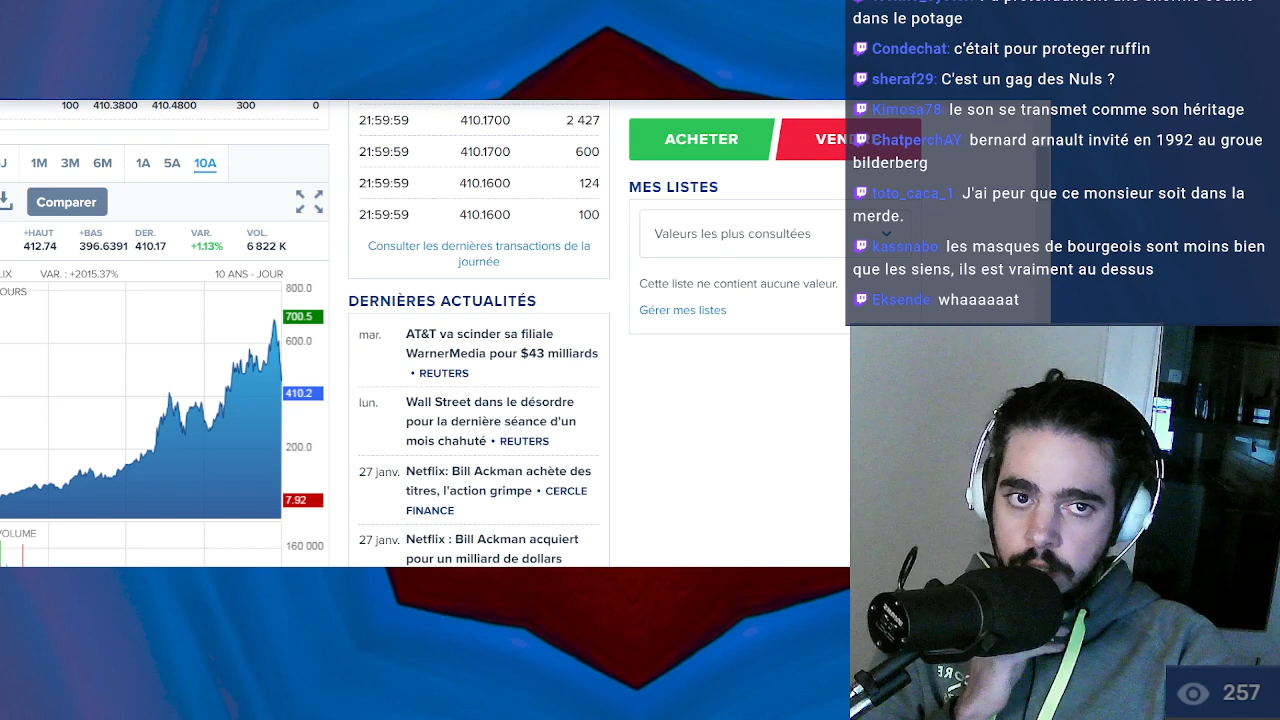 100 410.3800 410.4800 300 0
J 1M 3M 6M 1A 5A 10A
Comparer
+HAUT +BAS DER. VAR. VOL.
412.74 396.6391 410.17 +1.13% 6 822 K
LIX VAR. : +2015.37% 10 ANS - JOUR
OURS
800.0
700.5
600.0
410.2
200.0
7.92
VOLUME
160 000
21:59:59 410.1700 2 427
21:59:59 410.1700 600
21:59:59 410.1600 124
21:59:59 410.1600 100
Consulter les dernières transactions de la
journée
DERNIÈRES ACTUALITÉS
mar. AT&T va scinder sa filiale
WarnerMedia pour $43 milliards
• REUTERS
lun. Wall Street dans le désordre
pour la dernière séance d'un
mois chahuté • REUTERS
27 janv. Netflix: Bill Ackman achète des
titres, l'action grimpe • CERCLE
FINANCE
27 janv. Netflix : Bill Ackman acquiert
pour un milliard de dollars
ACHETER VEN
MES LISTES
Valeurs les plus consultées
Cette liste ne contient aucune valeur.
Gérer mes listes
dans le potage
Condechat: c'était pour proteger ruffin
sheraf29: C'est un gag des Nuls ?
Kimosa78: le son se transmet comme son héritage
ChatperchAY: bernard arnault invité en 1992 au groue
bilderberg
toto_caca_1: J'ai peur que ce monsieur soit dans la
merde.
kassnabo: les masques de bourgeois sont moins bien
que les siens, ils est vraiment au dessus
Eksende: whaaaaaat
257